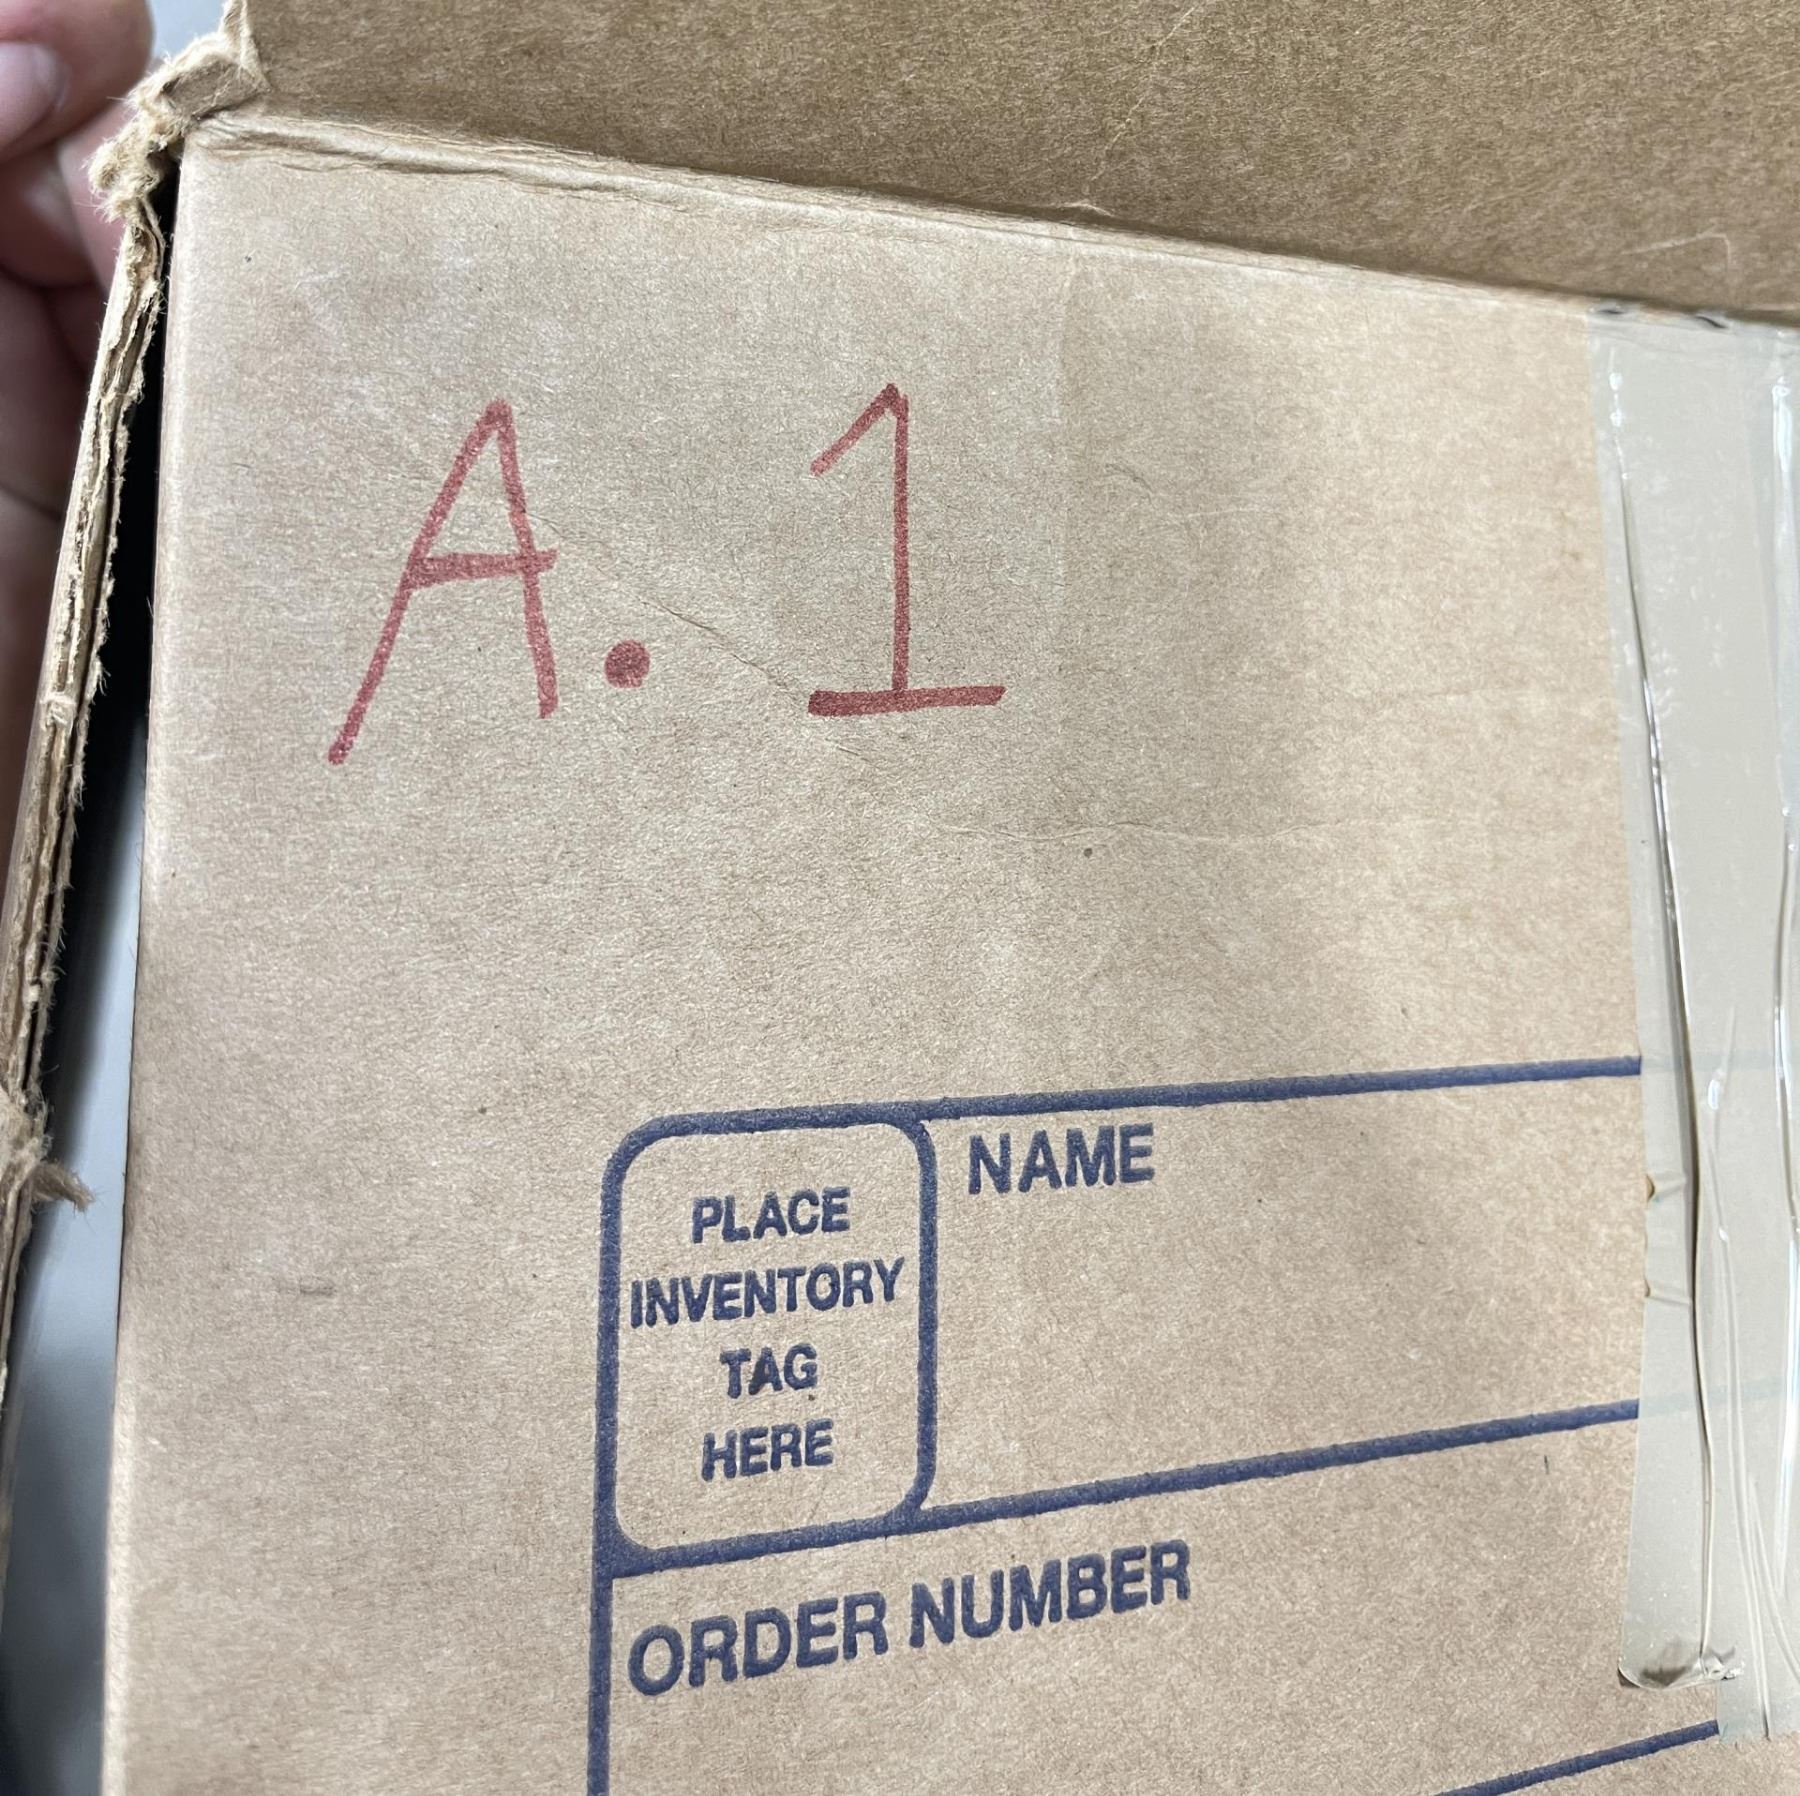 A. 1
NAME
PLACE
INVENTORY
TAG
HERE
ORDER NUMBER